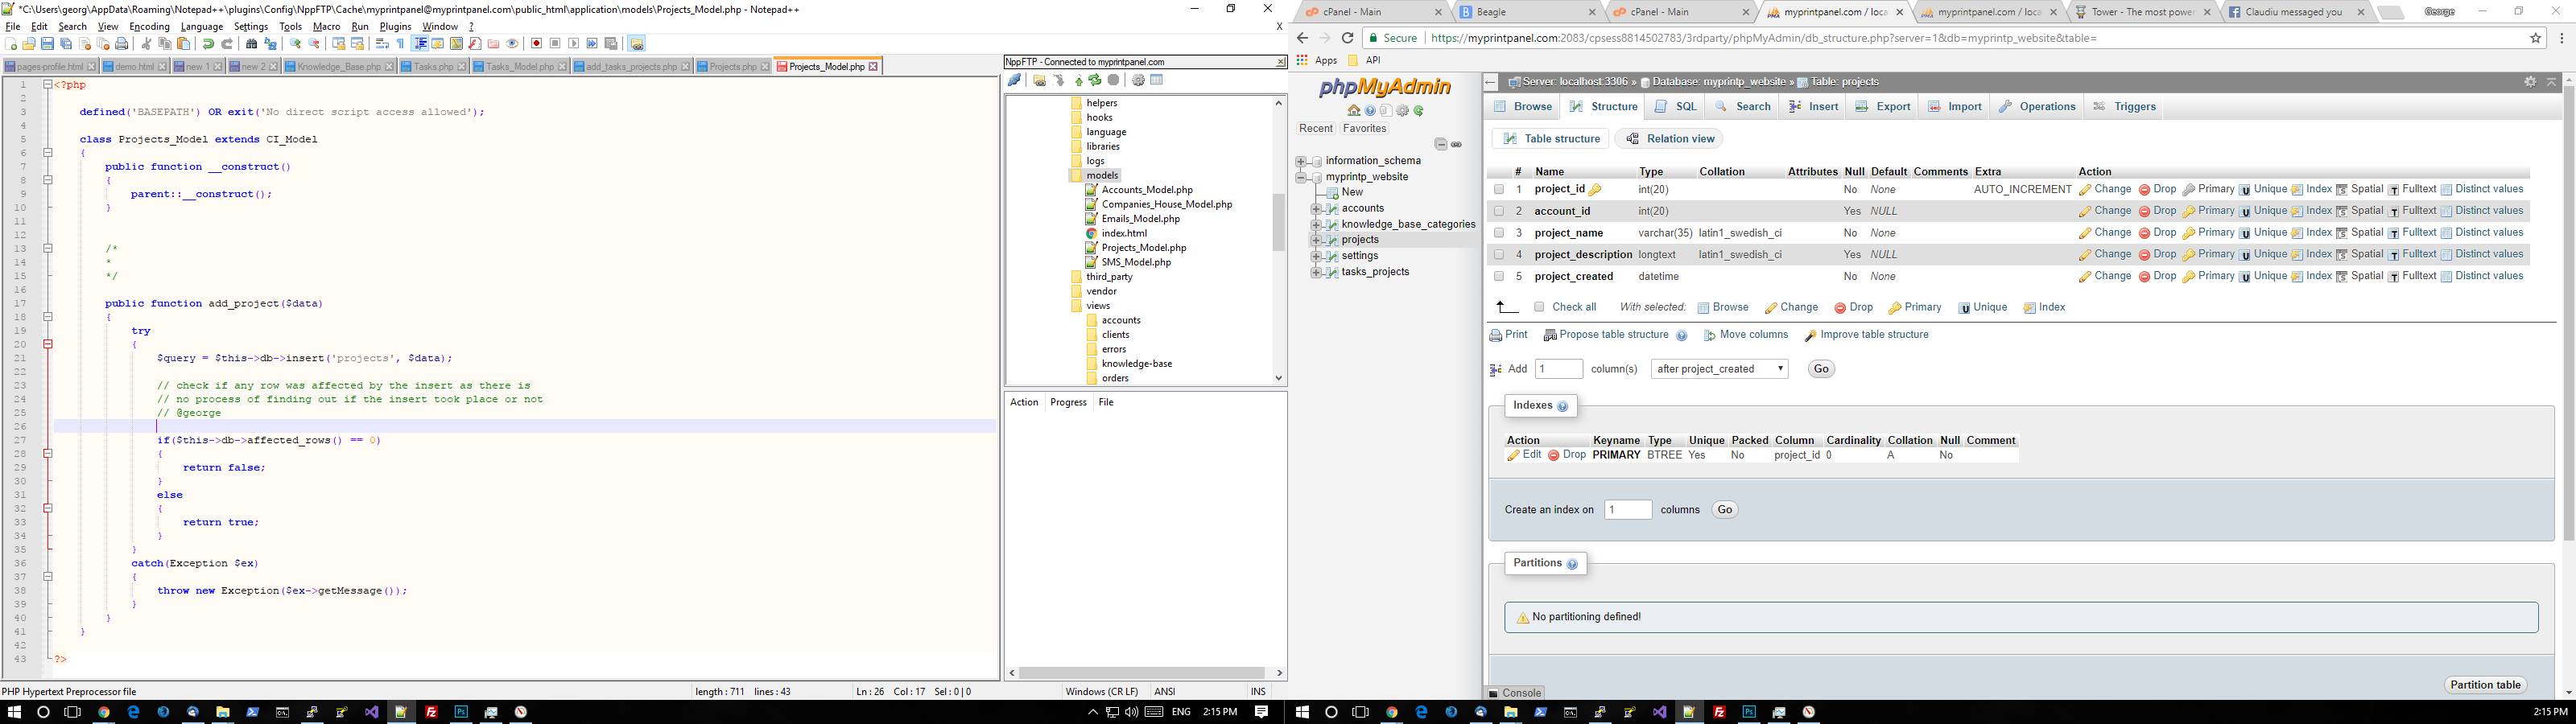 *C:\Users\georg\AppData\Roaming\Notepad++\plugins\Config\NppFTP\Cache\myprintpanel@myprintpanel.com\public_html\application\models\Projects_Model.php - Notepad++
File Edit Search View Encoding Language Settings Tools Macro Run Plugins Window ?
X
pages-profile.html demo.html new 1 new 2 Knowledge_Base.php Tasks.php Tasks_Model.php add_tasks_projects.php Projects.php Projects_Model.php
1 <?php
2
3 defined('BASEPATH') OR exit('No direct script access allowed');
4
5 class Projects_Model extends CI_Model
6 {
7 public function __construct()
8 {
9 parent::__construct();
10 }
11
12
13 /*
14 *
15 */
16
17 public function add_project($data)
18 {
19 try
20 {
21 $query = $this->db->insert('projects', $data);
22
23 // check if any row was affected by the insert as there is
24 // no process of finding out if the insert took place or not
25 // @george
26
27 if($this->db->affected_rows() == 0)
28 {
29 return false;
30 }
31 else
32 {
33 return true;
34 }
35 }
36 catch(Exception $ex)
37 {
38 throw new Exception($ex->getMessage());
39 }
40 }
41 }
42
43 ?>
PHP Hypertext Preprocessor file length : 711 lines : 43 Ln : 26 Col : 17 Sel : 0 | 0 Windows (CR LF) ANSI INS
NppFTP - Connected to myprintpanel.com
helpers
hooks
language
libraries
logs
models
Accounts_Model.php
Companies_House_Model.php
Emails_Model.php
index.html
Projects_Model.php
SMS_Model.php
third_party
vendor
views
accounts
clients
errors
knowledge-base
orders
Action Progress File
ENG 2:15 PM
cPanel - Main Beagle cPanel - Main myprintpanel.com / loca myprintpanel.com / loca Tower - The most power Claudiu messaged you George
Secure https://myprintpanel.com:2083/cpsess8814502783/3rdparty/phpMyAdmin/db_structure.php?server=1&db=myprintp_website&table=
Apps API
phpMyAdmin
Recent Favorites
information_schema
myprintp_website
New
accounts
knowledge_base_categories
projects
settings
tasks_projects
Server: localhost:3306 » Database: myprintp_website » Table: projects
Browse Structure SQL Search Insert Export Import Operations Triggers
Table structure Relation view
# Name Type Collation Attributes Null Default Comments Extra Action
1 project_id int(20) No None AUTO_INCREMENT Change Drop Primary Unique Index Spatial Fulltext Distinct values
2 account_id int(20) Yes NULL Change Drop Primary Unique Index Spatial Fulltext Distinct values
3 project_name varchar(35) latin1_swedish_ci No None Change Drop Primary Unique Index Spatial Fulltext Distinct values
4 project_description longtext latin1_swedish_ci Yes NULL Change Drop Primary Unique Index Spatial Fulltext Distinct values
5 project_created datetime No None Change Drop Primary Unique Index Spatial Fulltext Distinct values
Check all With selected: Browse Change Drop Primary Unique Index
Print Propose table structure Move columns Improve table structure
Add 1 column(s) after project_created Go
Indexes
Action Keyname Type Unique Packed Column Cardinality Collation Null Comment
Edit Drop PRIMARY BTREE Yes No project_id 0 A No
Create an index on 1 columns Go
Partitions
No partitioning defined!
Partition table
Console
2:15 PM